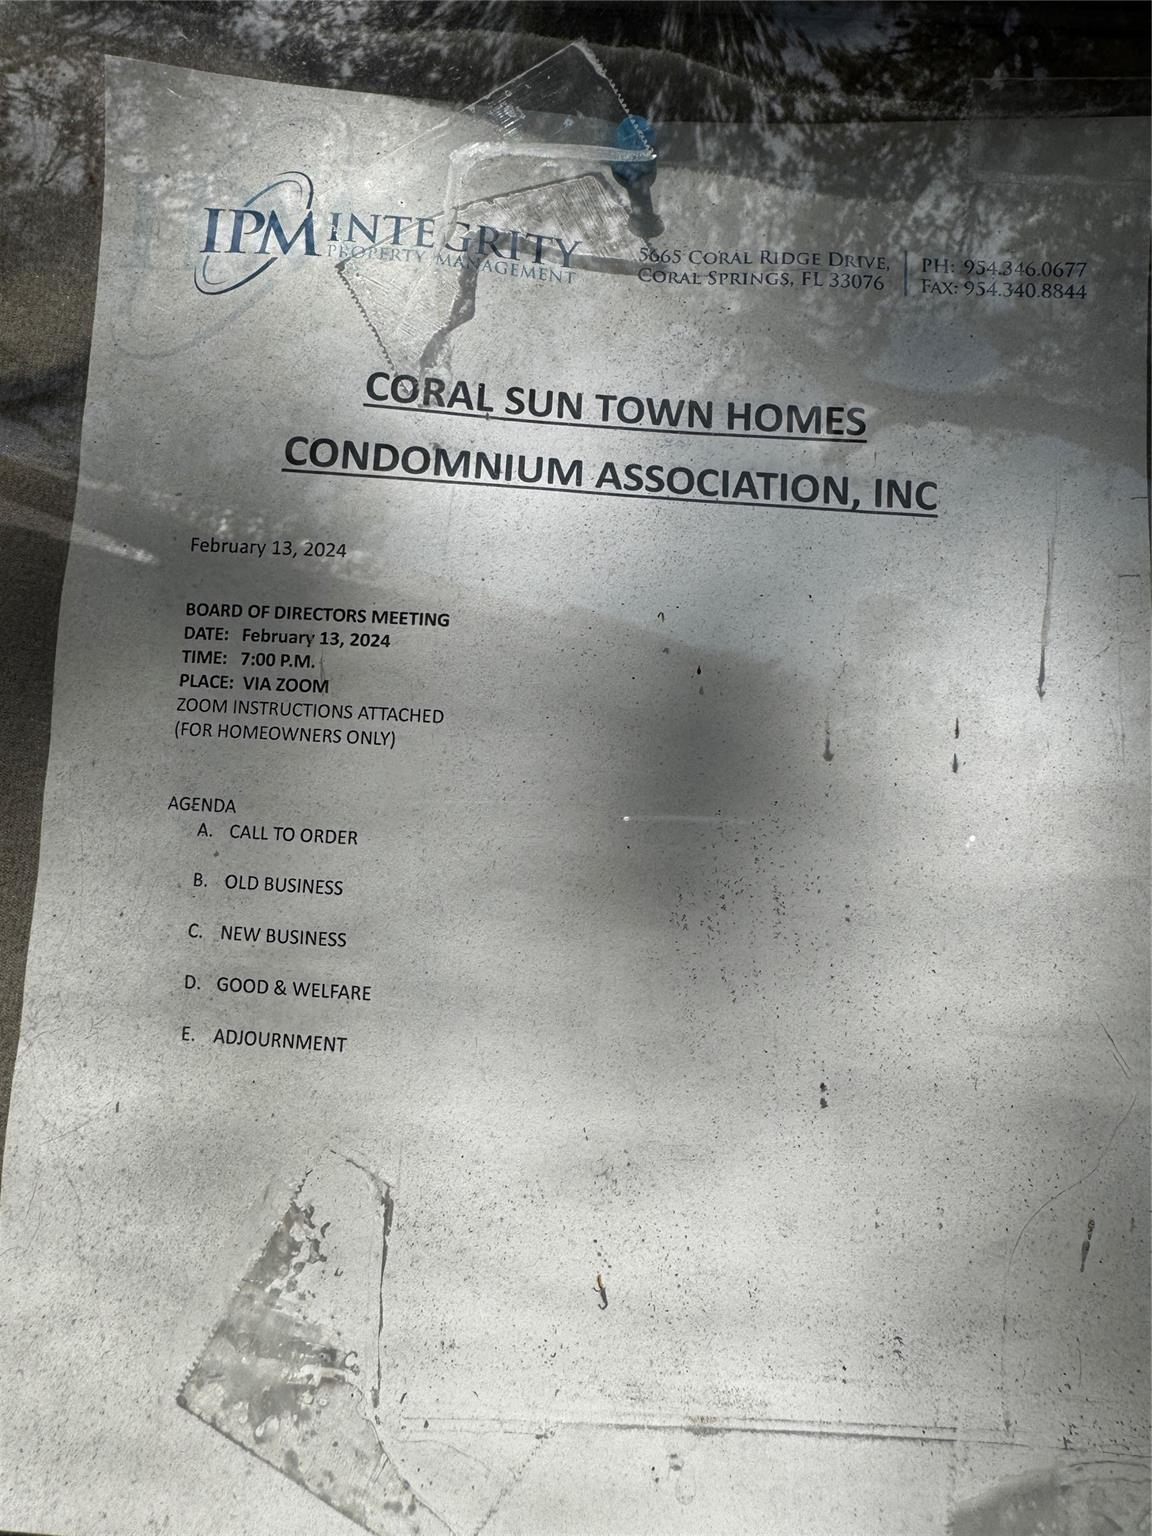 IPM INTEGRITY
PROPERTY MANAGEMENT
5665 CORAL RIDGE DRIVE,
CORAL SPRINGS, FL 33076
PH: 954.346.0677
FAX: 954.340.8844
CORAL SUN TOWN HOMES
CONDOMNIUM ASSOCIATION, INC
February 13, 2024
BOARD OF DIRECTORS MEETING
DATE: February 13, 2024
TIME: 7:00 P.M.
PLACE: VIA ZOOM
ZOOM INSTRUCTIONS ATTACHED
(FOR HOMEOWNERS ONLY)
AGENDA
A. CALL TO ORDER
B. OLD BUSINESS
C. NEW BUSINESS
D. GOOD & WELFARE
E. ADJOURNMENT